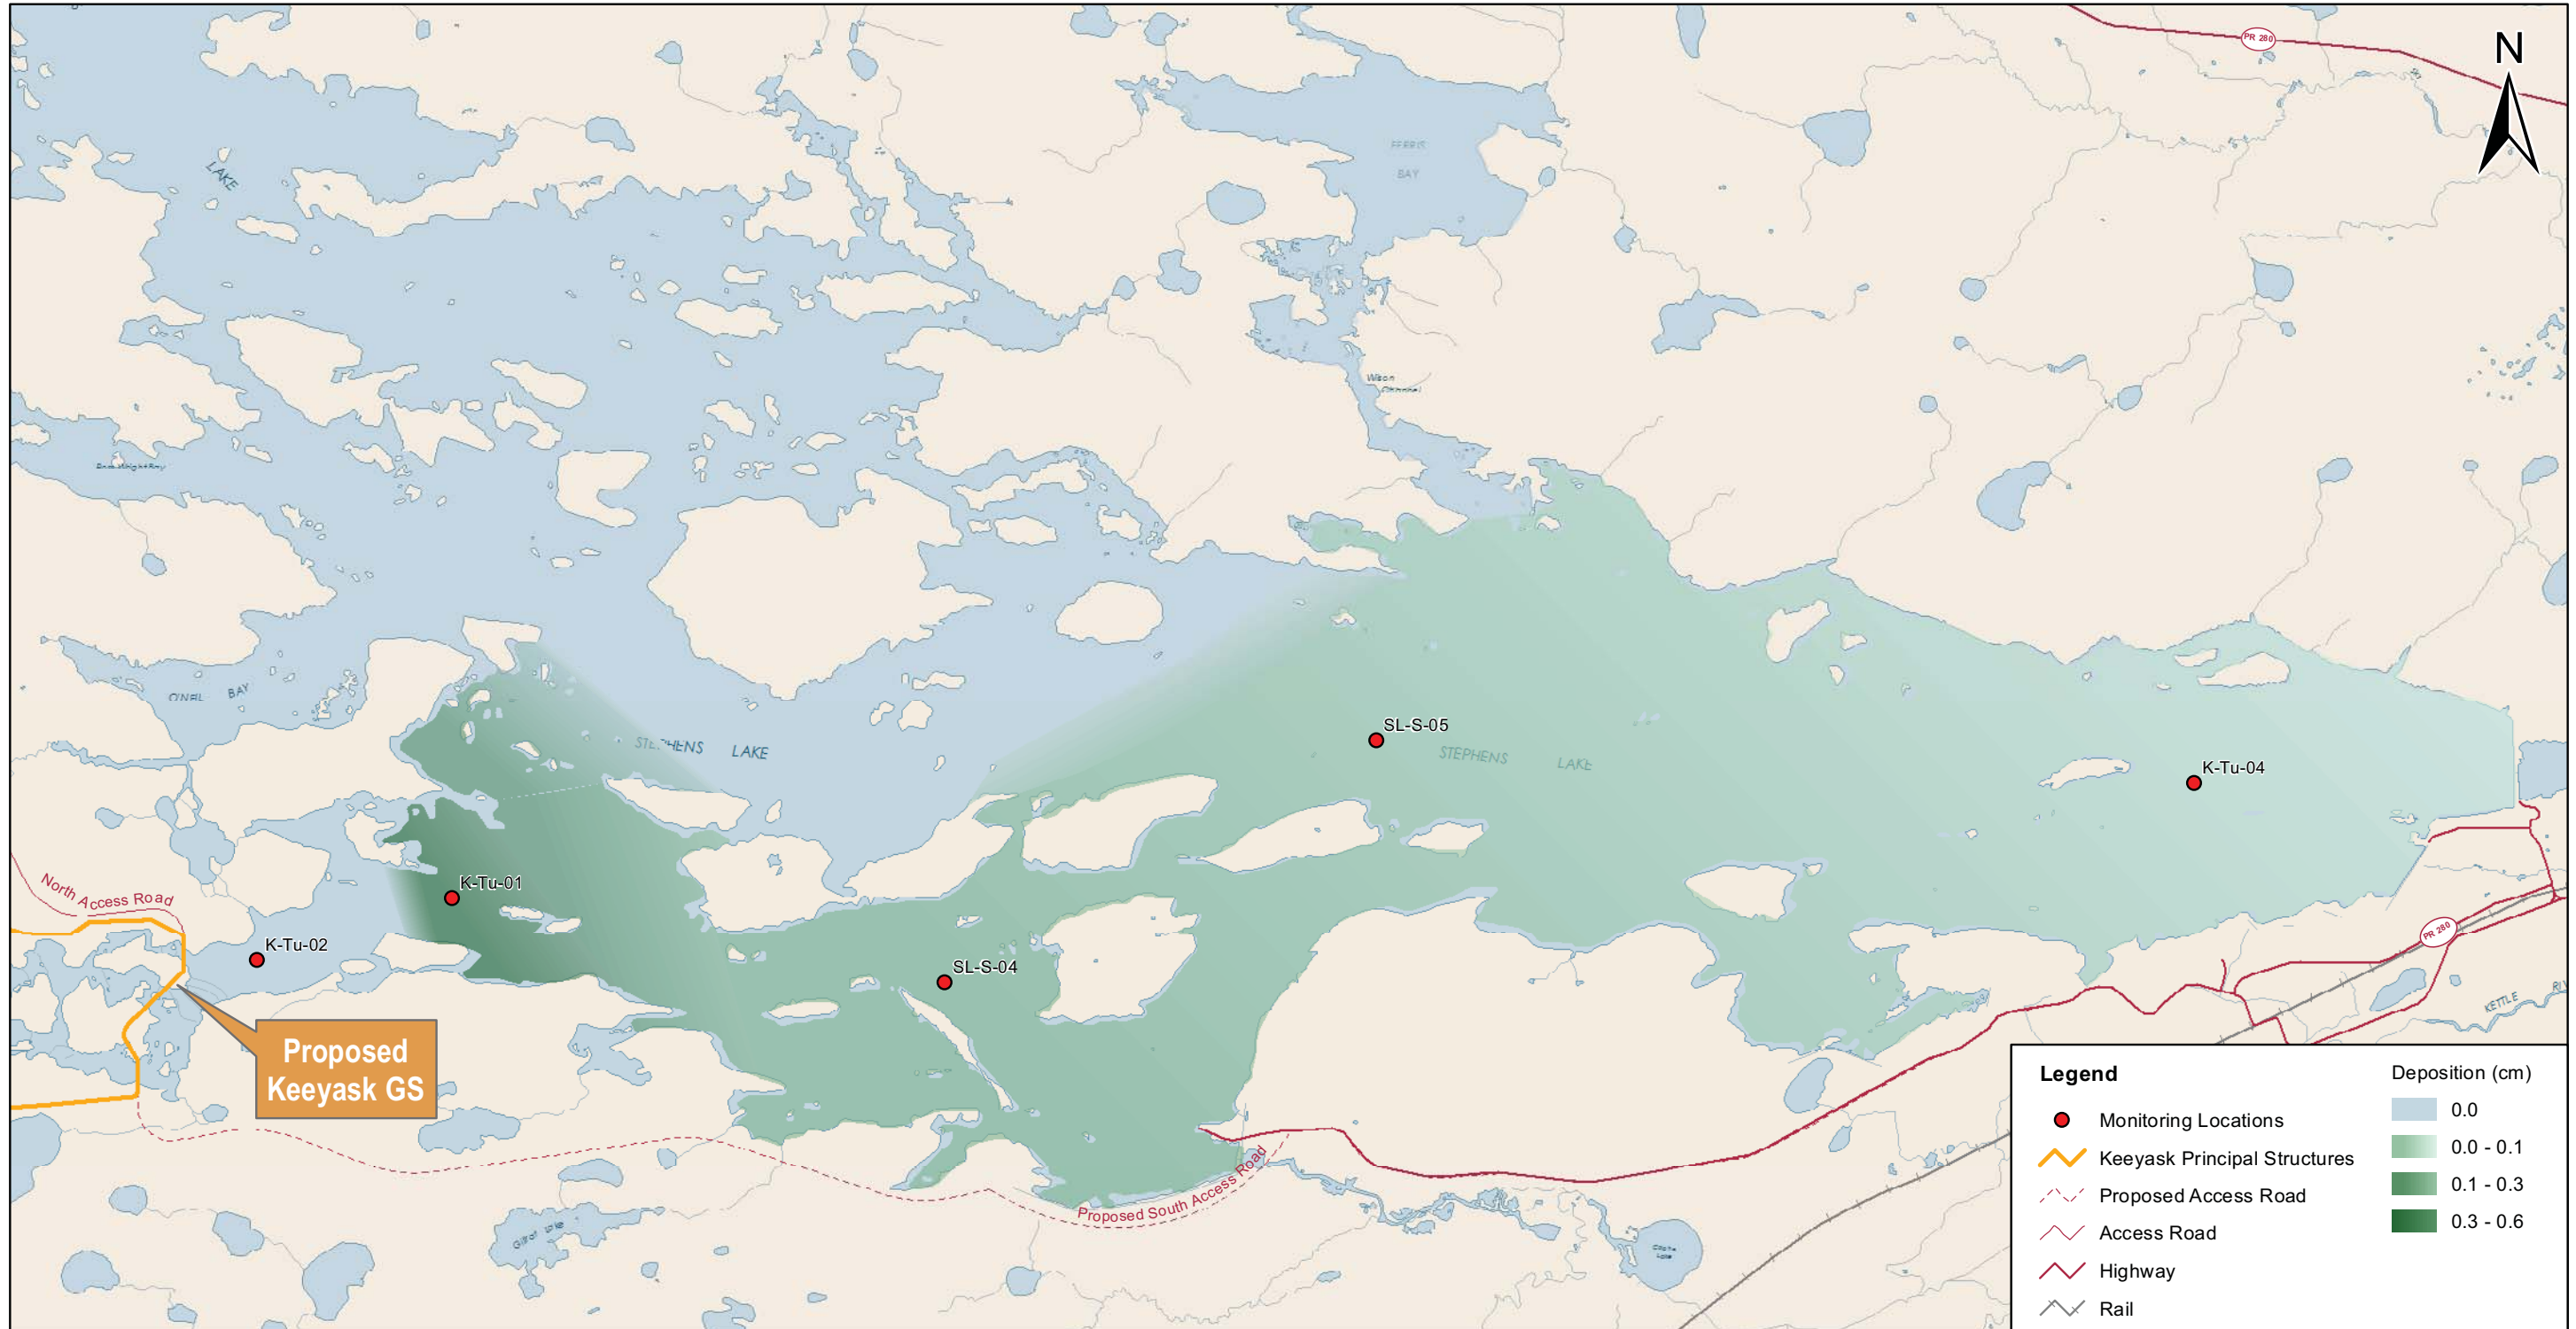 PR 280
N
LAKE
FERRIS
BAY
Wilson
Channel
O'NEIL BAY
STEPHENS LAKE
SL-S-05
STEPHENS LAKE
K-Tu-04
K-Tu-01
North Access Road
K-Tu-02
SL-S-04
PR 280
KETTLE
Proposed
Keeyask GS
Proposed South Access Road
Legend
Monitoring Locations
Keeyask Principal Structures
Proposed Access Road
Access Road
Highway
Rail
Deposition (cm)
0.0
0.0 - 0.1
0.1 - 0.3
0.3 - 0.6